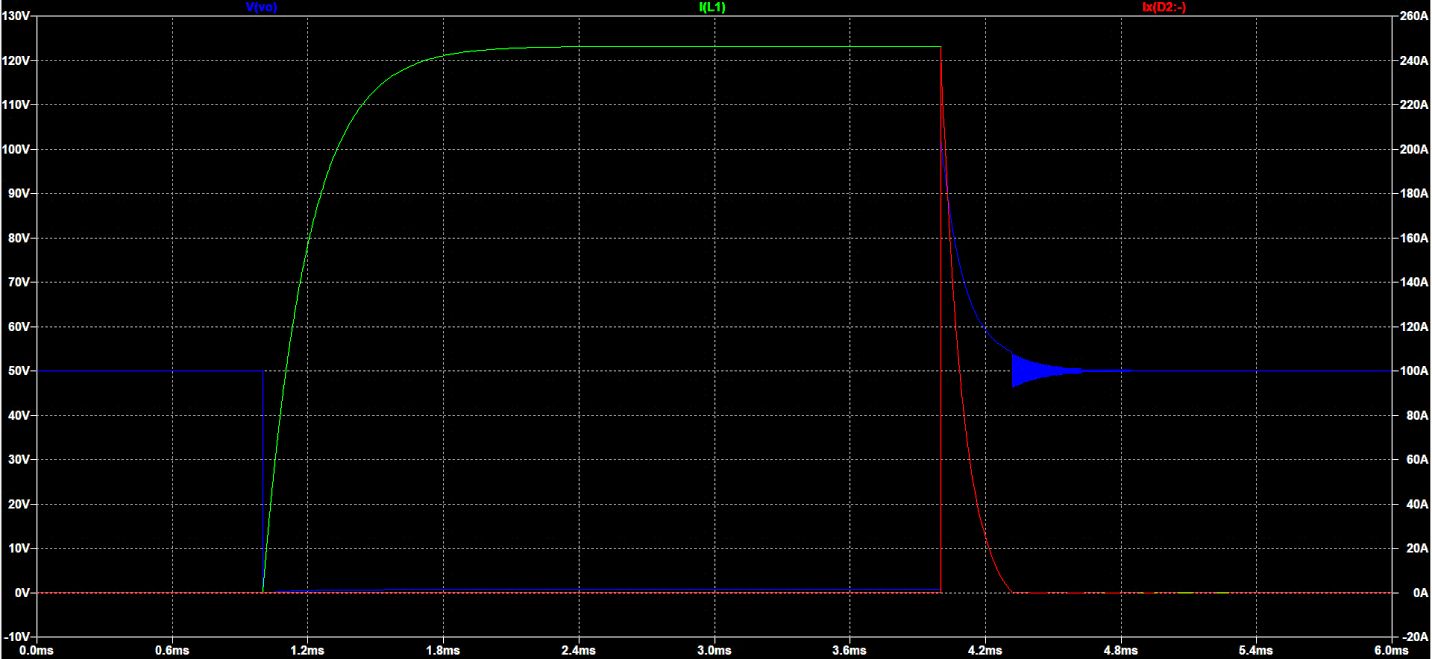 V(vo) I(L1) Ix(D2:-)
130V 260A
120V 240A
110V 220A
100V 200A
90V 180A
80V 160A
70V 140A
60V 120A
50V 100A
40V 80A
30V 60A
20V 40A
10V 20A
0V 0A
-10V -20A
0.0ms 0.6ms 1.2ms 1.8ms 2.4ms 3.0ms 3.6ms 4.2ms 4.8ms 5.4ms 6.0ms